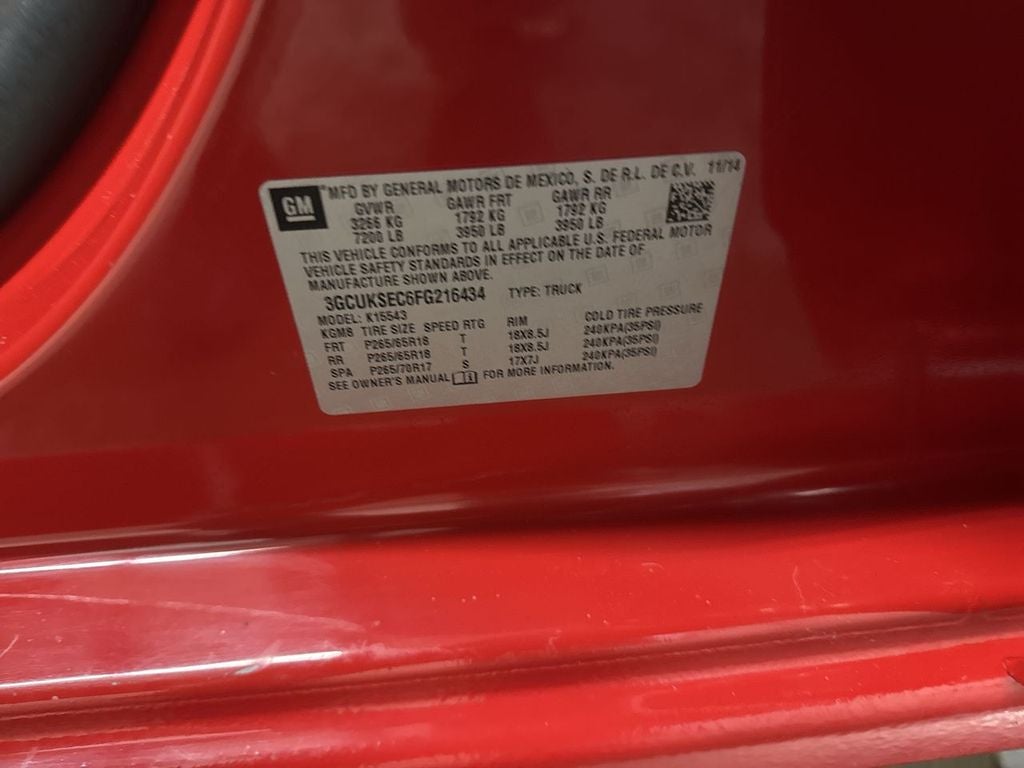 GM
MFD BY GENERAL MOTORS DE MEXICO, S. DE R.L. DE C.V. 11/14
GVWR GAWR FRT GAWR RR
3266 KG 1792 KG 1792 KG
7200 LB 3950 LB 3950 LB
THIS VEHICLE CONFORMS TO ALL APPLICABLE U.S. FEDERAL MOTOR
VEHICLE SAFETY STANDARDS IN EFFECT ON THE DATE OF
MANUFACTURE SHOWN ABOVE.
3GCUKSEC6FG216434 TYPE: TRUCK
MODEL: K15543
KGM8 TIRE SIZE SPEED RTG RIM COLD TIRE PRESSURE
FRT P265/65R18 T 18X8.5J 240KPA(35PSI)
RR P265/65R18 T 18X8.5J 240KPA(35PSI)
SPA P265/70R17 S 17X7J 240KPA(35PSI)
SEE OWNER'S MANUAL FOR MORE INFORMATION.